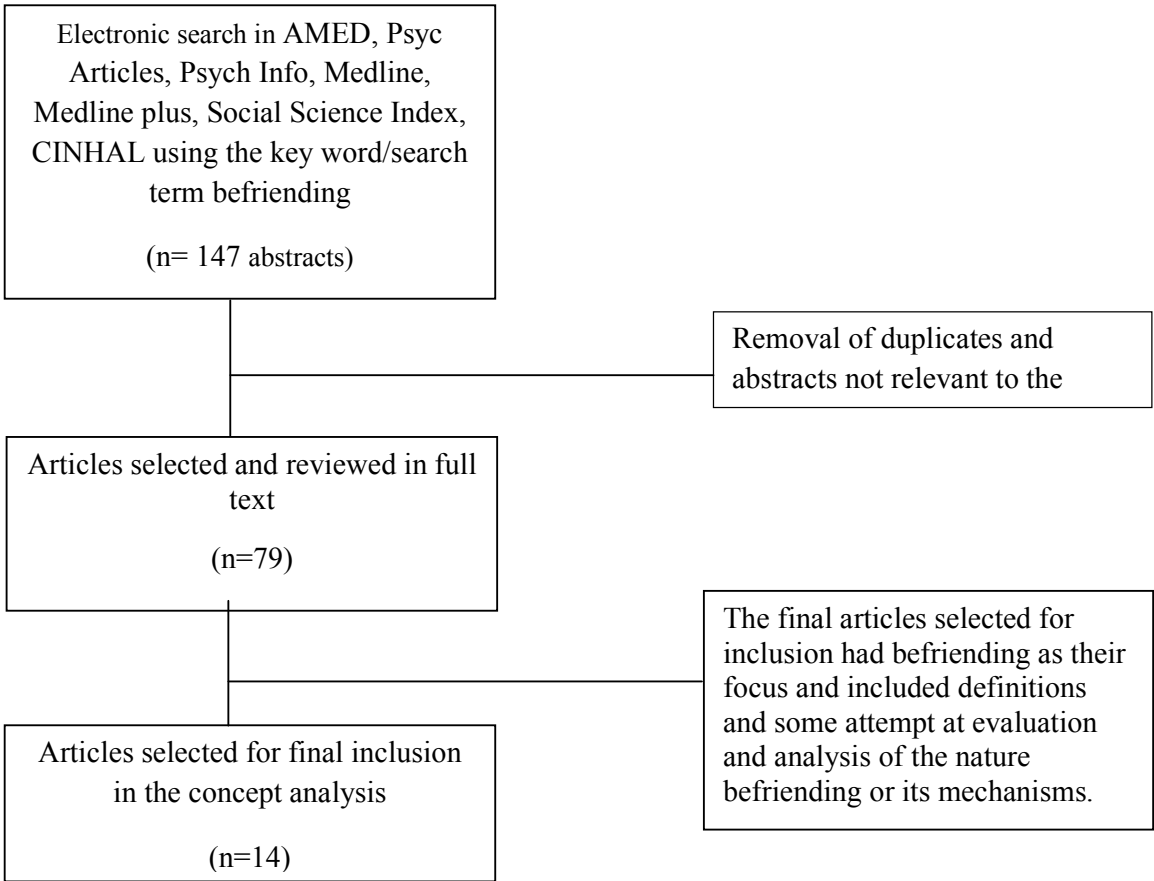 Electronic search in AMED, Psyc
Articles, Psych Info, Medline,
Medline plus, Social Science Index,
CINHAL using the key word/search
term befriending
(n= 147 abstracts)
Removal of duplicates and
abstracts not relevant to the
Articles selected and reviewed in full
text
(n=79)
The final articles selected for
inclusion had befriending as their
focus and included definitions
and some attempt at evaluation
and analysis of the nature
befriending or its mechanisms.
Articles selected for final inclusion
in the concept analysis
(n=14)